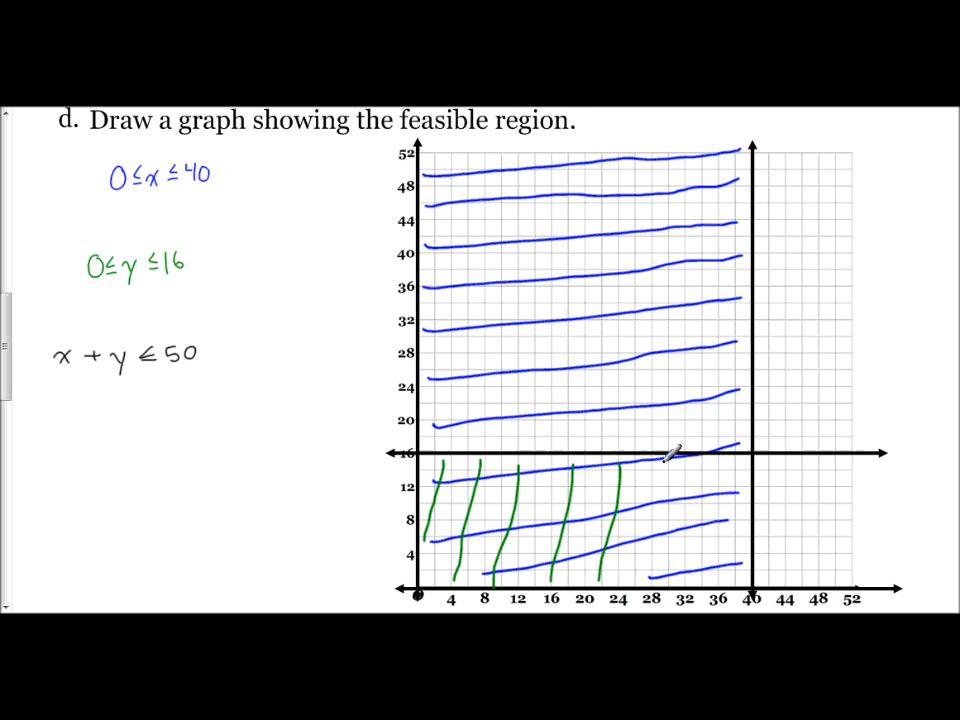 d. Draw a graph showing the feasible region.
0 ≤ x ≤ 40
0 ≤ y ≤ 16
x + y ≤ 50
52
48
44
40
36
32
28
24
20
16
12
8
4
0 4 8 12 16 20 24 28 32 36 40 44 48 52